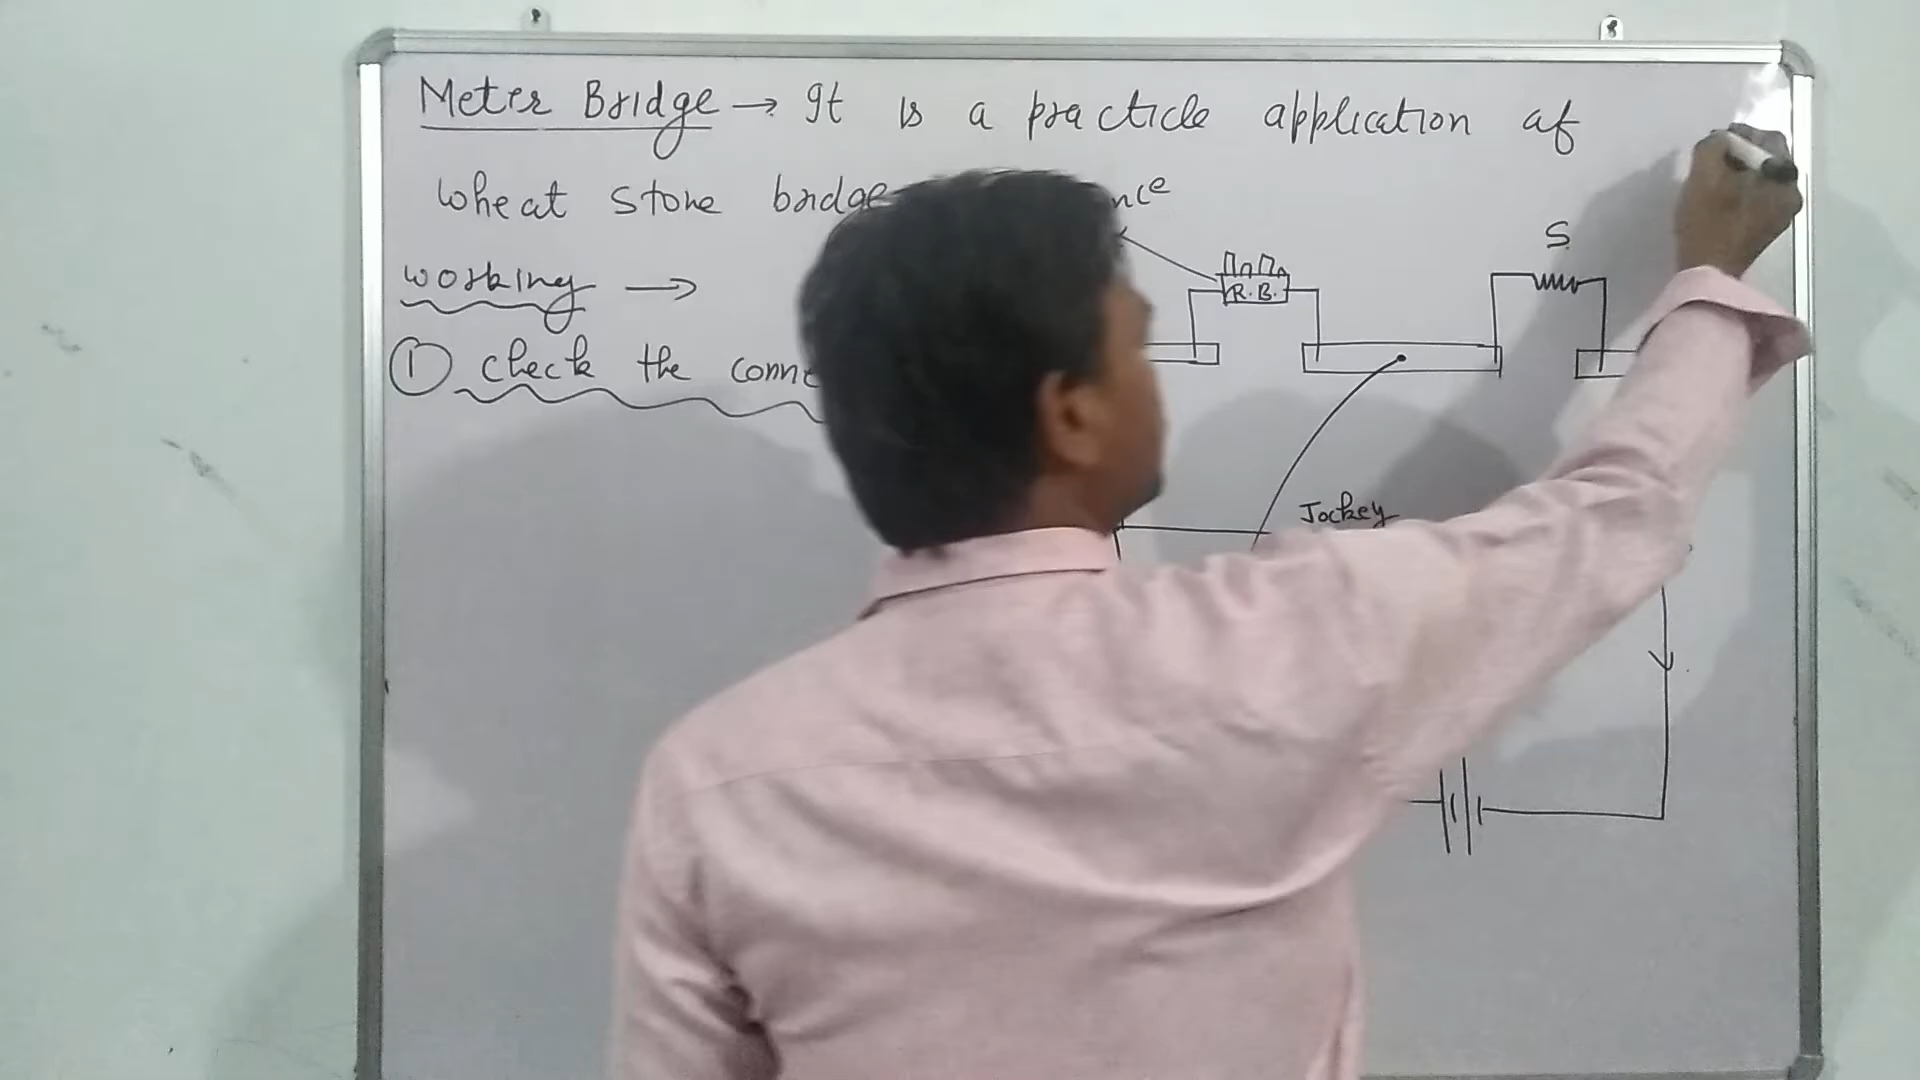 Meter Bridge → It is a practicle application of
wheat stone bridge
working →
① check the
S
R.B.
Jockey